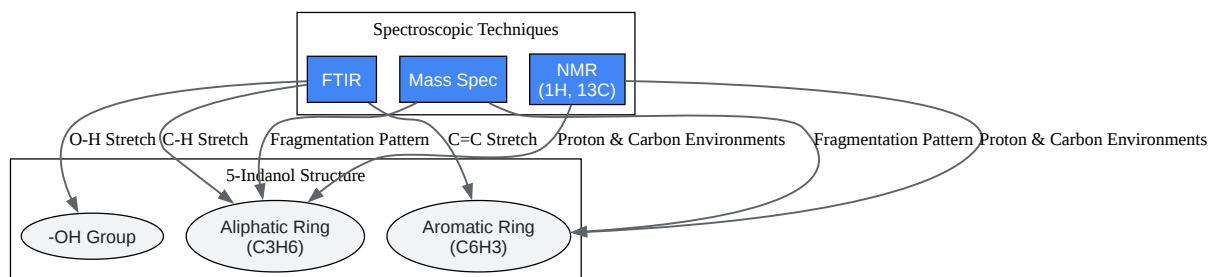 Spectroscopic Techniques
FTIR
Mass Spec
NMR
(1H, 13C)
O-H Stretch
C-H Stretch
Fragmentation Pattern
C=C Stretch
Proton & Carbon Environments
Fragmentation Pattern
Proton & Carbon Environments
5-Indanol Structure
-OH Group
Aliphatic Ring
(C3H6)
Aromatic Ring
(C6H3)